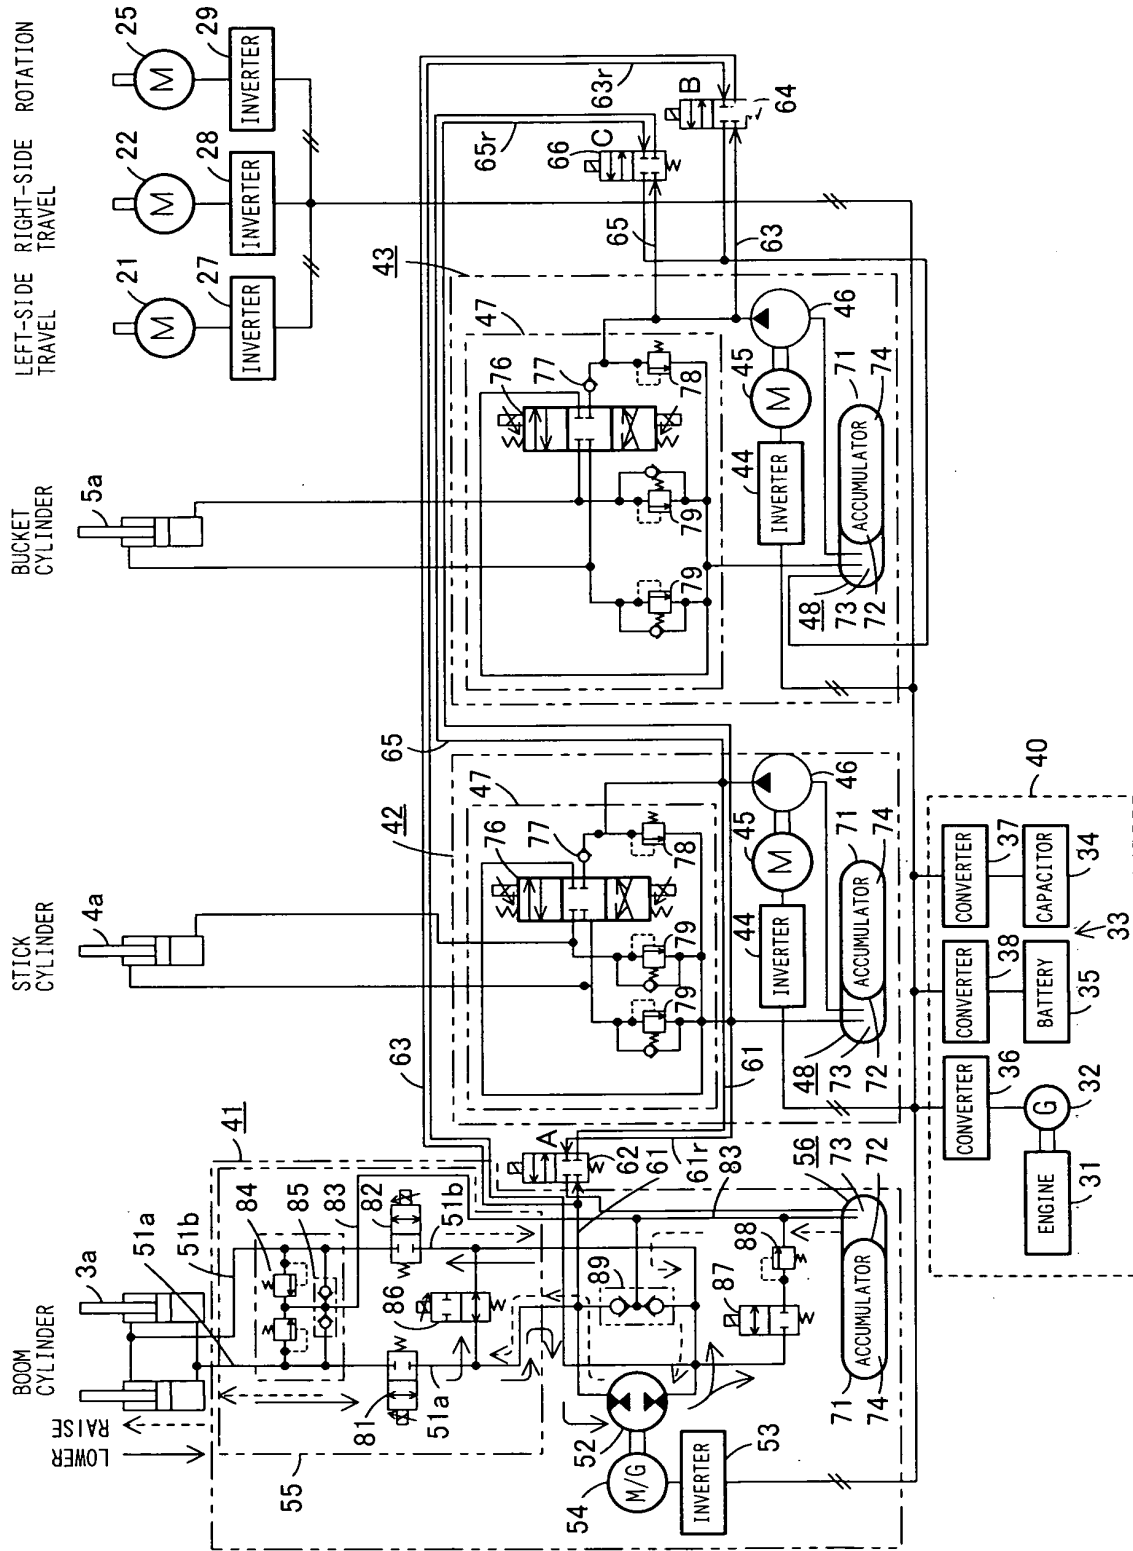 LEFT-SIDE TRAVEL
RIGHT-SIDE TRAVEL
ROTATION
21
22
25
M
M
M
27
28
29
INVERTER
INVERTER
INVERTER
BOOM CYLINDER
STICK CYLINDER
BUCKET CYLINDER
3a
4a
5a
LOWER
RAISE
51a
51b
41
84
85
83
82
51b
86
81
51a
55
63
A
62
61
61r
83
61
89
88
87
52
54
M/G
53
INVERTER
56
73
72
ACCUMULATOR
71
74
42
47
76
77
78
79
79
65
45
M
46
44
INVERTER
71
74
ACCUMULATOR
48
73
72
43
47
76
77
78
79
79
45
M
46
44
INVERTER
71
74
ACCUMULATOR
48
73
72
65
63
65r
63r
66
C
B
64
40
CONVERTER
36
CONVERTER
38
CONVERTER
37
ENGINE
31
G
32
BATTERY
35
CAPACITOR
34
33